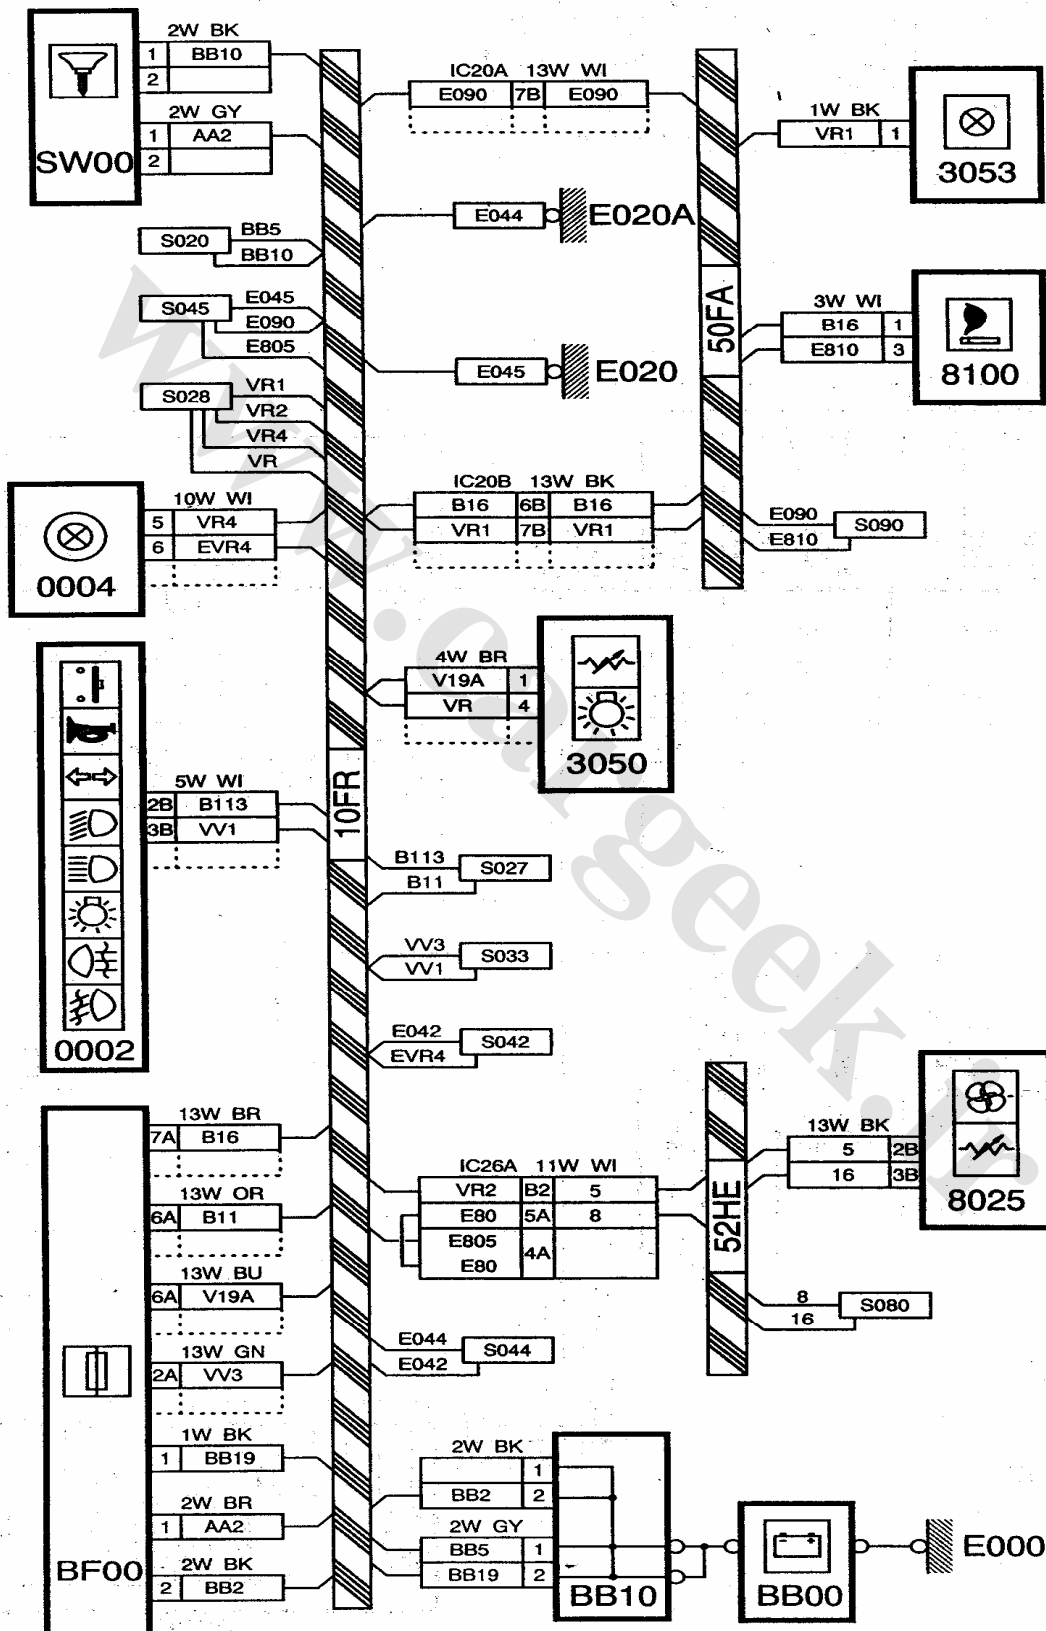 2W BK
1 BB10
2
2W GY
1 AA2
2
SW00
S020 BB5
BB10
S045 E045
E090
E805
S028 VR1
VR2
VR4
VR
10W WI
5 VR4
6 EVR4
0004
5W WI
2B B113
3B VV1
0002
13W BR
7A B16
13W OR
6A B11
13W BU
6A V19A
13W GN
2A VV3
1W BK
1 BB19
2W BR
1 AA2
2W BK
2 BB2
BF00
10FR
IC20A 13W WI
E090 7B E090
E044 E020A
E045 E020
IC20B 13W BK
B16 6B B16
VR1 7B VR1
4W BR
V19A 1
VR 4
3050
B113 S027
B11
VV3 S033
VV1
E042 S042
EVR4
IC26A 11W WI
VR2 B2 5
E80 5A 8
E805 4A
E80
E044 S044
E042
2W BK
1
BB2 2
2W GY
BB5 1
BB19 2
BB10
BB00
E000
50FA
1W BK
VR1 1
3053
3W WI
B16 1
E810 3
8100
E090 S090
E810
52HE
13W BK
5 2B
16 3B
8025
8 S080
16
www.cargeek.ir